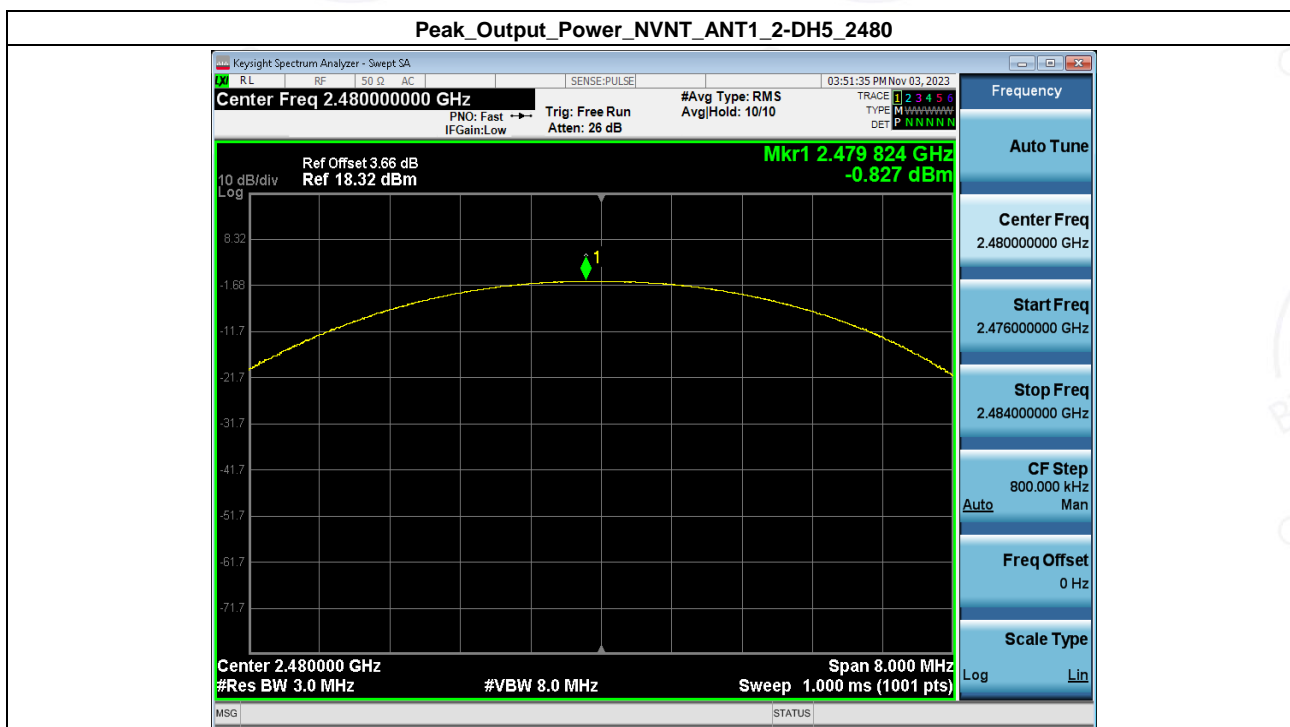 Peak_Output_Power_NVNT_ANT1_2-DH5_2480
Keysight Spectrum Analyzer - Swept SA
RL RF 50 Ω AC SENSE:PULSE 03:51:35 PM Nov 03, 2023
Center Freq 2.480000000 GHz
PNO: Fast
IFGain:Low
Trig: Free Run
Atten: 26 dB
#Avg Type: RMS
Avg|Hold: 10/10
TRACE 1 2 3 4 5 6
TYPE M W W W W W
DET P N N N N N
Frequency
Mkr1 2.479 824 GHz
-0.827 dBm
Ref Offset 3.66 dB
10 dB/div Ref 18.32 dBm
Log
8.32
1
-1.68
-11.7
-21.7
-31.7
-41.7
-51.7
-61.7
-71.7
Center 2.480000 GHz Span 8.000 MHz
#Res BW 3.0 MHz #VBW 8.0 MHz Sweep 1.000 ms (1001 pts)
Auto Tune
Center Freq
2.480000000 GHz
Start Freq
2.476000000 GHz
Stop Freq
2.484000000 GHz
CF Step
800.000 kHz
Auto Man
Freq Offset
0 Hz
Scale Type
Log Lin
MSG STATUS